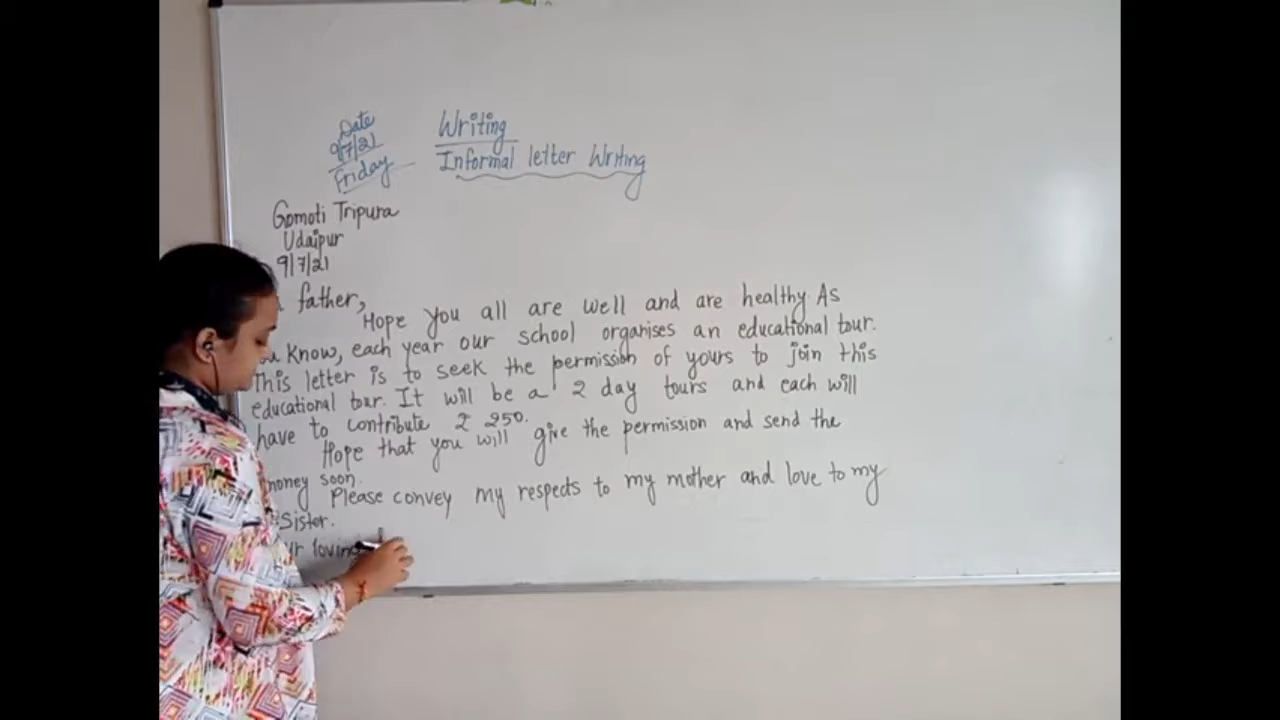 Date
9/7/21
Friday
Writing
Informal letter Writing
Gomoti Tripura
Udaipur
9/7/21
father,
Hope you all are well and are healthy. As
know, each year our school organises an educational tour.
This letter is to seek the permission of yours to join this
educational tour. It will be a 2 day tours and each will
have to contribute ₹ 250.
Hope that you will give the permission and send the
money soon.
Please convey my respects to my mother and love to my
Sister.
loving